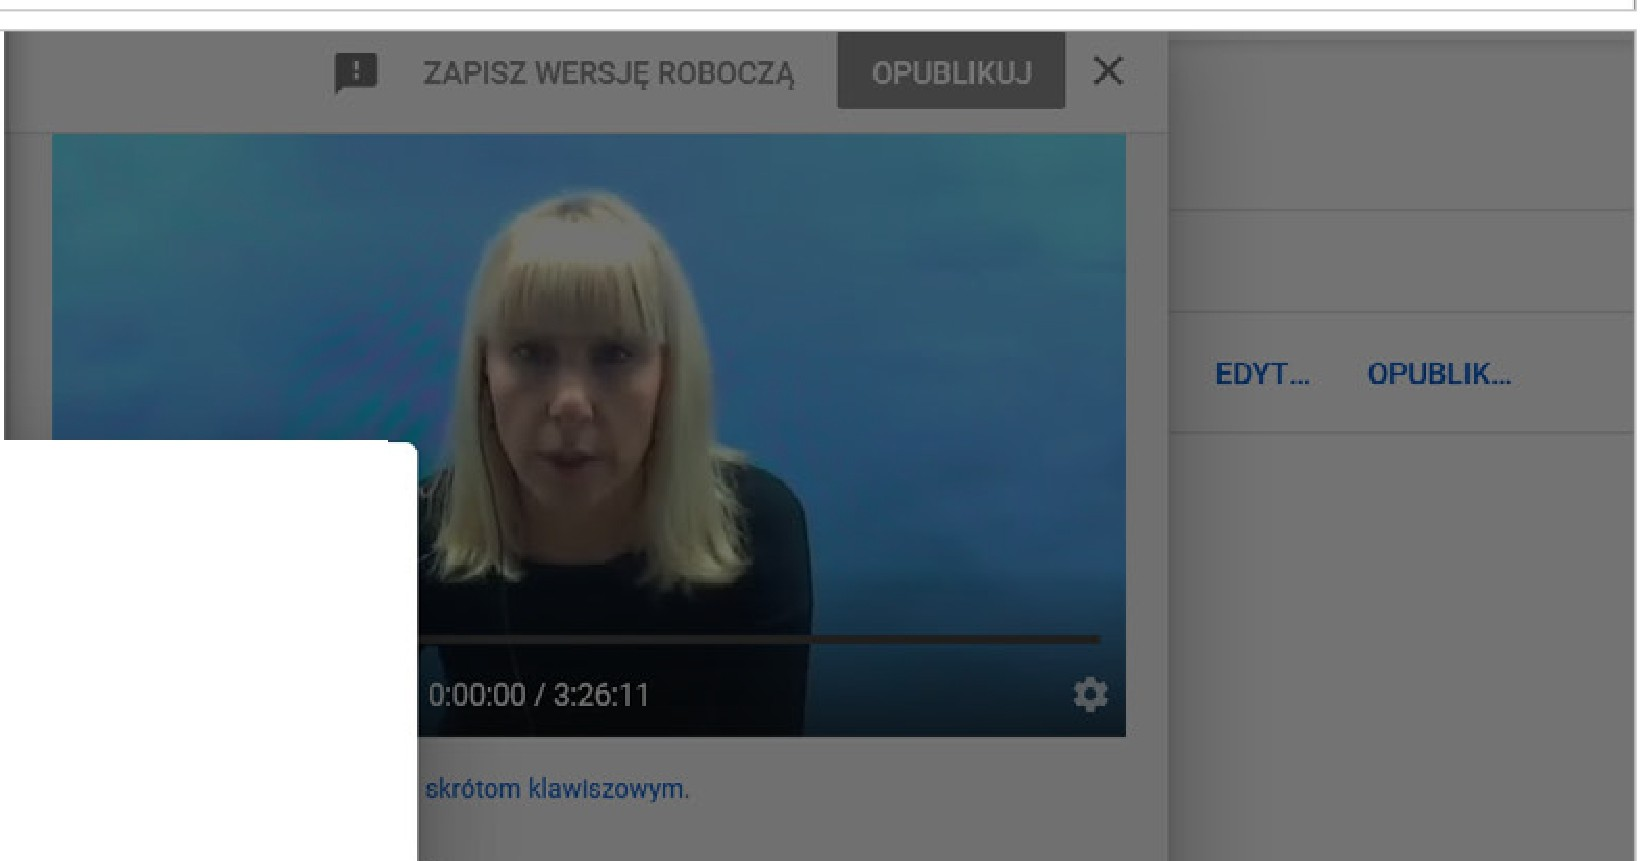 ZAPISZ WERSJĘ ROBOCZĄ OPUBLIKUJ
EDYT... OPUBLIK...
0:00:00 / 3:26:11
skrótom klawiszowym.